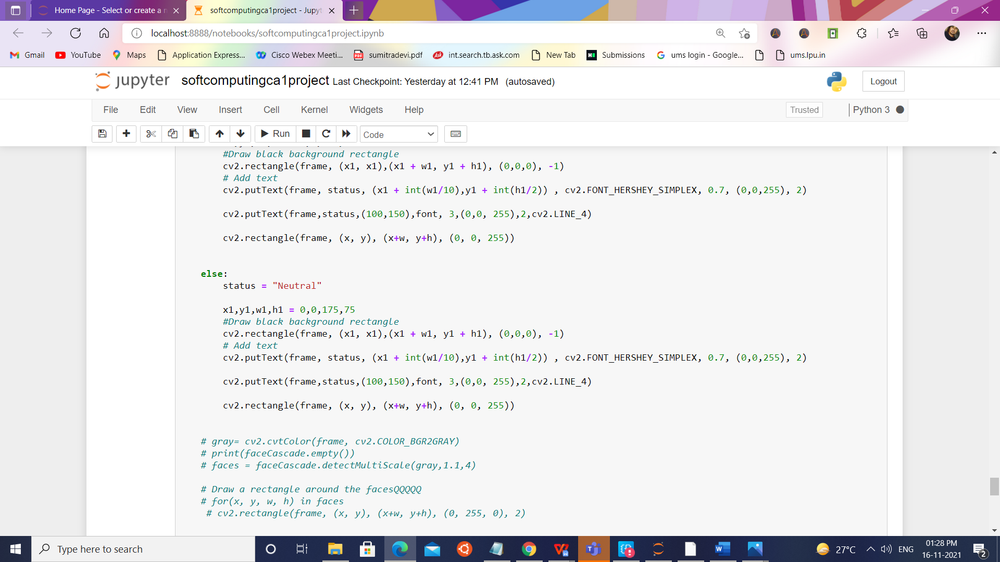 Home Page - Select or create a n
softcomputingca1project - Jupyt
localhost:8888/notebooks/softcomputingca1project.ipynb
Gmail YouTube Maps Application Express... Cisco Webex Meeti... PDF sumitradevi.pdf Ask int.search.tb.ask.com New Tab Submissions ums login - Google... ums.lpu.in
jupyter softcomputingca1project Last Checkpoint: Yesterday at 12:41 PM (autosaved) Logout
File Edit View Insert Cell Kernel Widgets Help Trusted Python 3
Run Code
#Draw black background rectangle
cv2.rectangle(frame, (x1, x1),(x1 + w1, y1 + h1), (0,0,0), -1)
# Add text
cv2.putText(frame, status, (x1 + int(w1/10),y1 + int(h1/2)) , cv2.FONT_HERSHEY_SIMPLEX, 0.7, (0,0,255), 2)
cv2.putText(frame,status,(100,150),font, 3,(0,0, 255),2,cv2.LINE_4)
cv2.rectangle(frame, (x, y), (x+w, y+h), (0, 0, 255))
else:
status = "Neutral"
x1,y1,w1,h1 = 0,0,175,75
#Draw black background rectangle
cv2.rectangle(frame, (x1, x1),(x1 + w1, y1 + h1), (0,0,0), -1)
# Add text
cv2.putText(frame, status, (x1 + int(w1/10),y1 + int(h1/2)) , cv2.FONT_HERSHEY_SIMPLEX, 0.7, (0,0,255), 2)
cv2.putText(frame,status,(100,150),font, 3,(0,0, 255),2,cv2.LINE_4)
cv2.rectangle(frame, (x, y), (x+w, y+h), (0, 0, 255))
# gray= cv2.cvtColor(frame, cv2.COLOR_BGR2GRAY)
# print(faceCascade.empty())
# faces = faceCascade.detectMultiScale(gray,1.1,4)
# Draw a rectangle around the facesQQQQQ
# for(x, y, w, h) in faces
# cv2.rectangle(frame, (x, y), (x+w, y+h), (0, 255, 0), 2)
Type here to search
27°C ENG 01:28 PM
16-11-2021 2